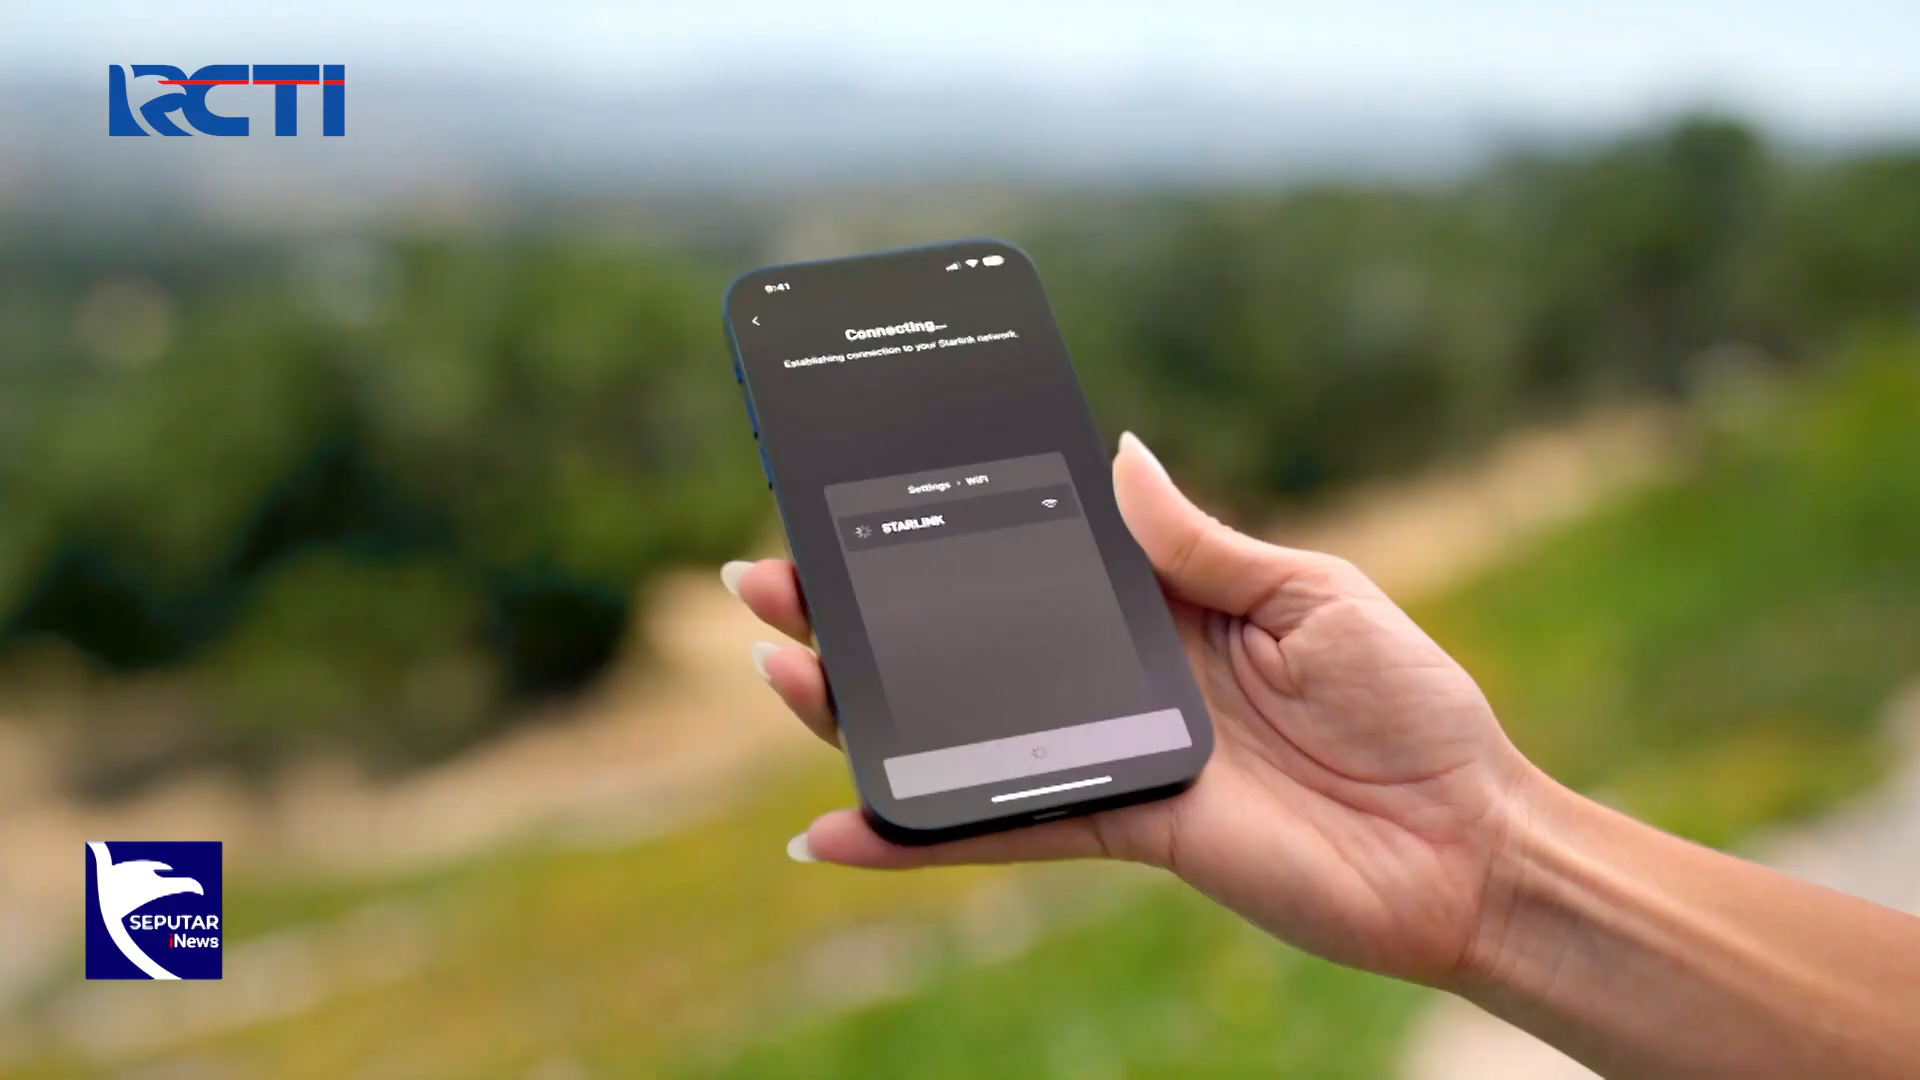 RCTI
9:41
Connecting...
Establishing connection to your Starlink network.
Settings › WiFi
STARLINK
SEPUTAR
iNews